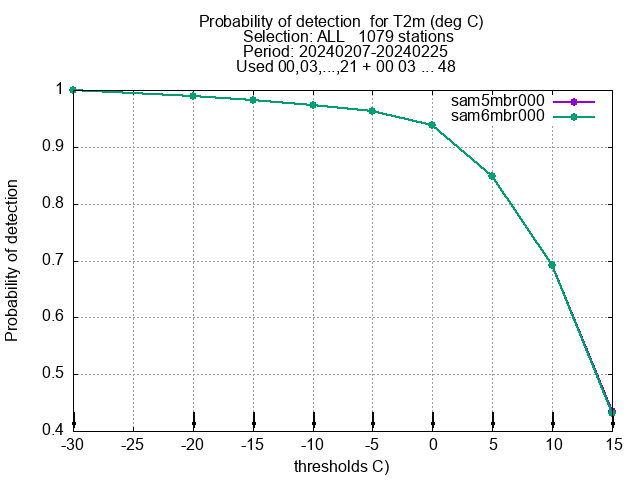 Probability of detection  for T2m (deg C)
Selection: ALL   1079 stations
Period: 20240207-20240225
Used 00,03,...,21 + 00 03 ... 48
sam5mbr000
sam6mbr000
1
0.9
0.8
0.7
0.6
0.5
0.4
Probability of detection
-30 -25 -20 -15 -10 -5 0 5 10 15
thresholds C)